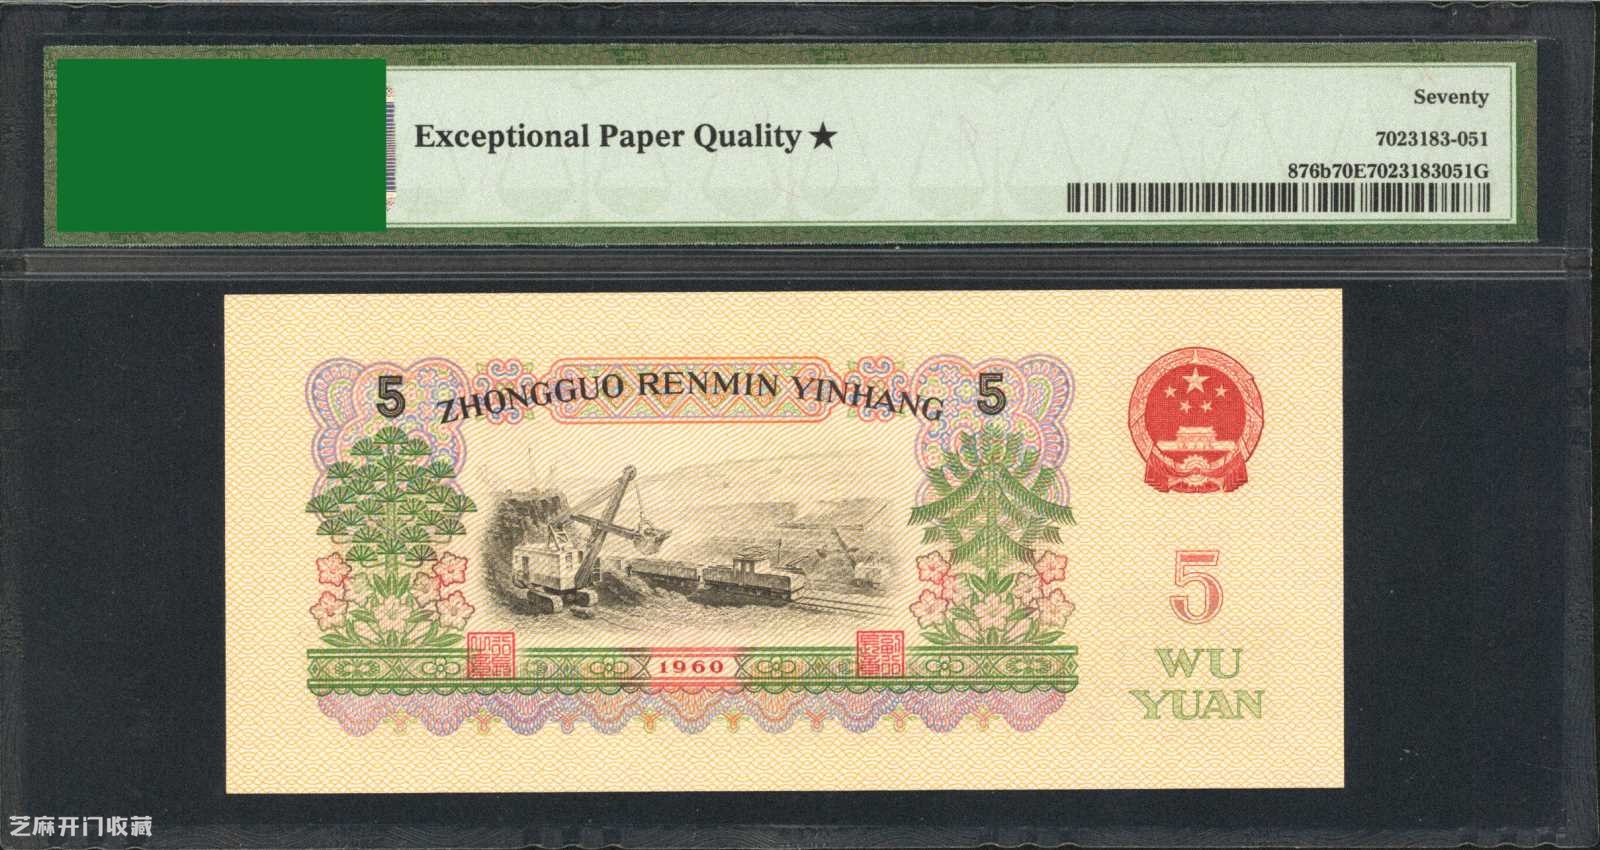 Seventy
Exceptional Paper Quality ★
7023183-051
876b70E7023183051G
5 ZHONGGUO RENMIN YINHANG 5
5
1960
WU
YUAN
芝麻开门收藏